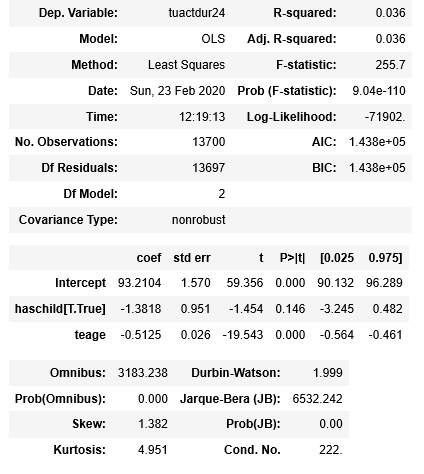 Dep. Variable: tuactdur24 R-squared: 0.036
Model: OLS Adj. R-squared: 0.036
Method: Least Squares F-statistic: 255.7
Date: Sun, 23 Feb 2020 Prob (F-statistic): 9.04e-110
Time: 12:19:13 Log-Likelihood: -71902.
No. Observations: 13700 AIC: 1.438e+05
Df Residuals: 13697 BIC: 1.438e+05
Df Model: 2
Covariance Type: nonrobust
coef std err t P>|t| [0.025 0.975]
Intercept 93.2104 1.570 59.356 0.000 90.132 96.289
haschild[T.True] -1.3818 0.951 -1.454 0.146 -3.245 0.482
teage -0.5125 0.026 -19.543 0.000 -0.564 -0.461
Omnibus: 3183.238 Durbin-Watson: 1.999
Prob(Omnibus): 0.000 Jarque-Bera (JB): 6532.242
Skew: 1.382 Prob(JB): 0.00
Kurtosis: 4.951 Cond. No. 222.